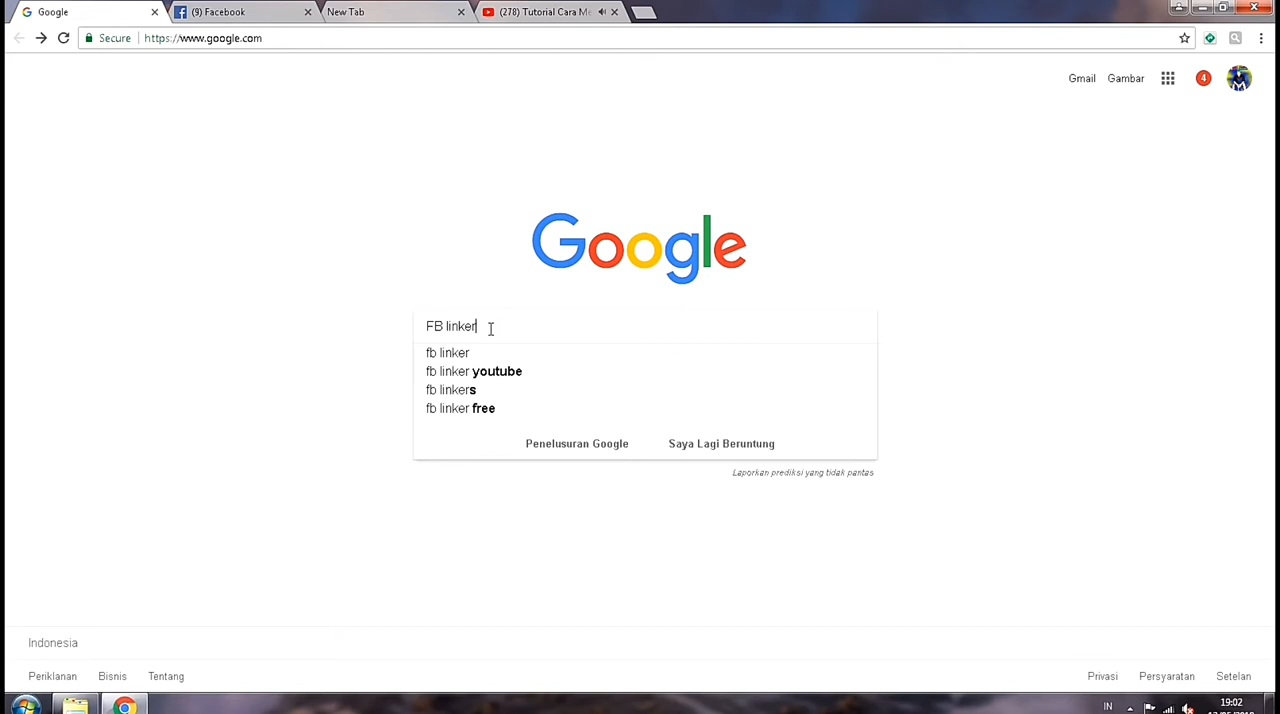 Google
(9) Facebook
New Tab
(278) Tutorial Cara Me
Secure
https://www.google.com
Gmail
Gambar
4
Google
FB linker
fb linker
fb linker youtube
fb linkers
fb linker free
Penelusuran Google
Saya Lagi Beruntung
Laporkan prediksi yang tidak pantas
Indonesia
Periklanan
Bisnis
Tentang
Privasi
Persyaratan
Setelan
IN
19:02